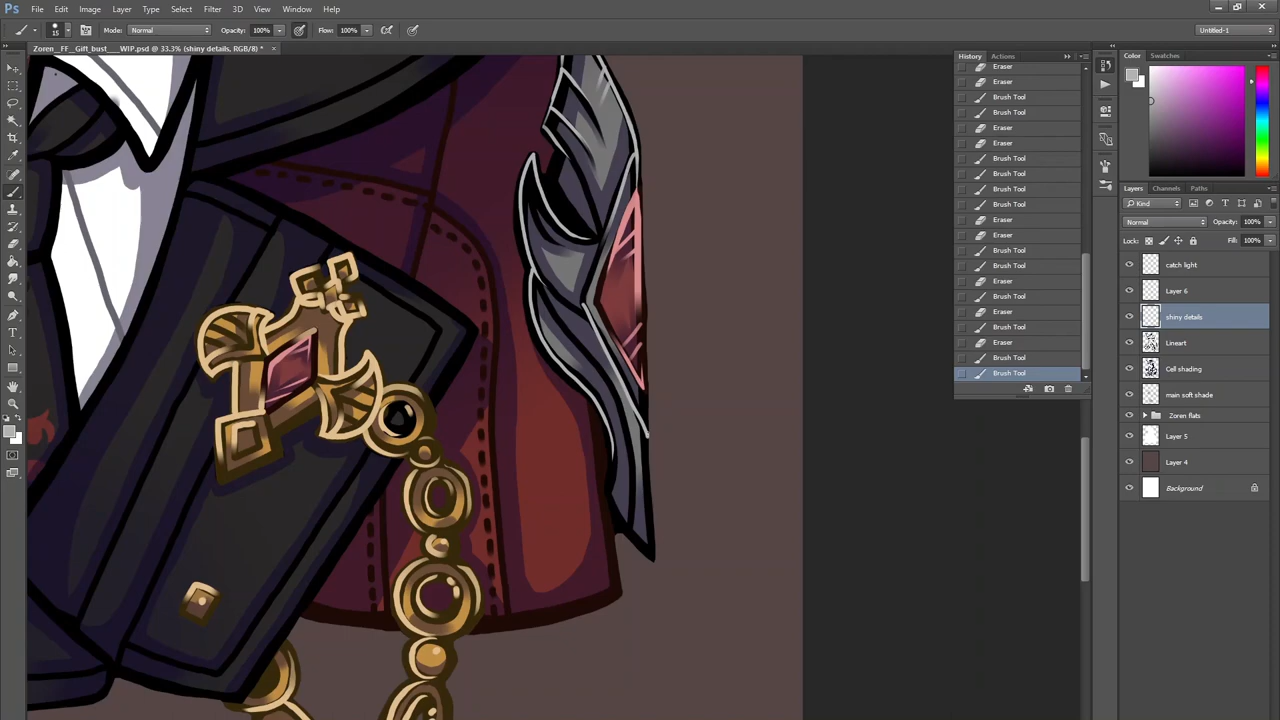 Ps File Edit Image Layer Type Select Filter 3D View Window Help
15 Mode: Normal Opacity: 100% Flow: 100% Untitled-1
Zoren__FF__Gift_bust___WIP.psd @ 33.3% (shiny details, RGB/8) * ×
History Actions
Eraser
Eraser
Brush Tool
Brush Tool
Eraser
Eraser
Brush Tool
Brush Tool
Brush Tool
Brush Tool
Eraser
Eraser
Brush Tool
Brush Tool
Eraser
Brush Tool
Eraser
Brush Tool
Eraser
Brush Tool
Brush Tool
Color Swatches
Layers Channels Paths
Kind
Normal Opacity: 100%
Lock: Fill: 100%
catch light
Layer 6
shiny details
Lineart
Cell shading
main soft shade
Zoren flats
Layer 5
Layer 4
Background